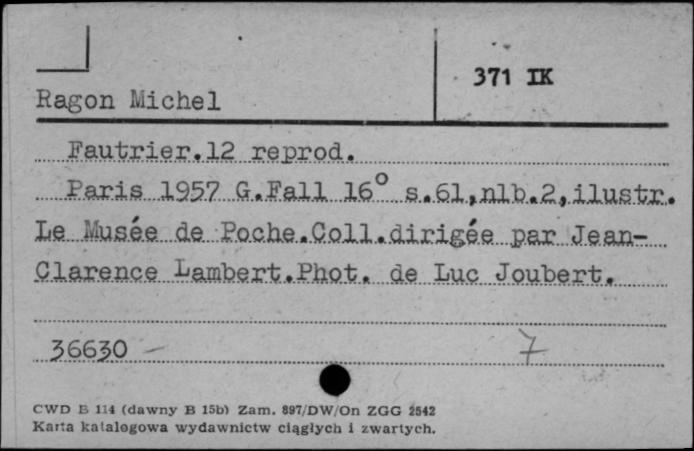 371 IK
Ragon Michel
Fautrier.12 reprod.
Paris 1957 G.Fall 16° s.61,nlb.2,ilustr.
Le Musée de Poche.Coll.dirigée par Jean-
Clarence Lambert.Phot. de Luc Joubert.
36630 – 7
CWD B 114 (dawny B 15b) Zam. 897/DW/On ZGG 2542
Karta katalogowa wydawnictw ciągłych i zwartych.